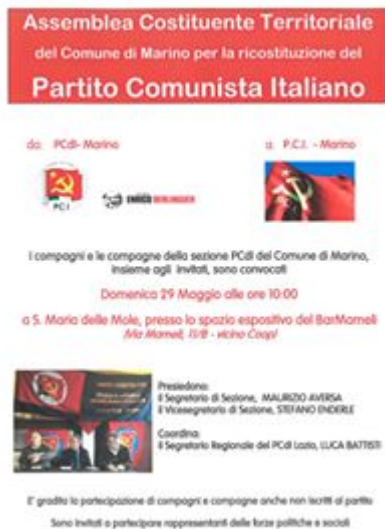 Assemblea Costituente Territoriale
del Comune di Marino per la ricostituzione del
Partito Comunista Italiano
da: PCdI- Marino
a: P.C.I. - Marino
PCI
ENRICO BERLINGUER
I compagni e le compagne della sezione PCdI del Comune di Marino,
insieme agli invitati, sono convocati
Domenica 29 Maggio alle ore 10:00
a S. Maria delle Mole, presso lo spazio espositivo del BarMameli
(Via Mameli, 11/B - vicino Coop)
Presiedono:
il Segretario di Sezione, MAURIZIO AVERSA
il Vicesegretario di Sezione, STEFANO ENDERLE
Coordina:
il Segretario Regionale del PCdI Lazio, LUCA BATTISTI
E' gradita la partecipazione di compagni e compagne anche non iscritti al partito
Sono invitati a partecipare rappresentanti delle forze politiche e sociali